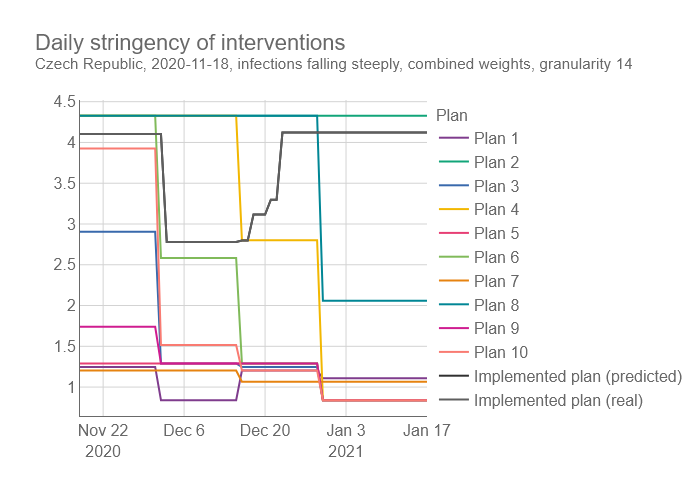 Daily stringency of interventions
Czech Republic, 2020-11-18, infections falling steeply, combined weights, granularity 14
4.5
4
3.5
3
2.5
2
1.5
1
Nov 22
2020
Dec 6
Dec 20
Jan 3
2021
Jan 17
Plan
Plan 1
Plan 2
Plan 3
Plan 4
Plan 5
Plan 6
Plan 7
Plan 8
Plan 9
Plan 10
Implemented plan (predicted)
Implemented plan (real)